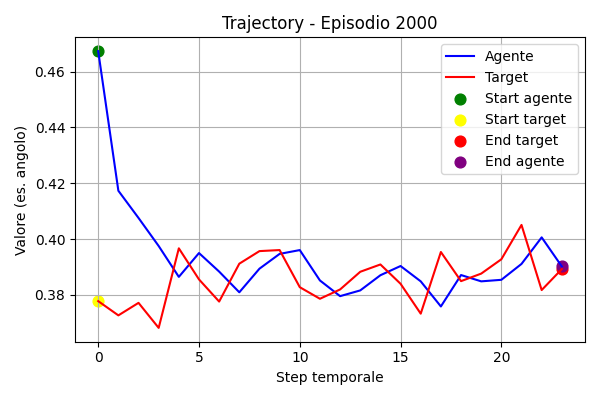 Trajectory - Episodio 2000
Valore (es. angolo)
0.46
0.44
0.42
0.40
0.38
Agente
Target
Start agente
Start target
End target
End agente
0 5 10 15 20
Step temporale